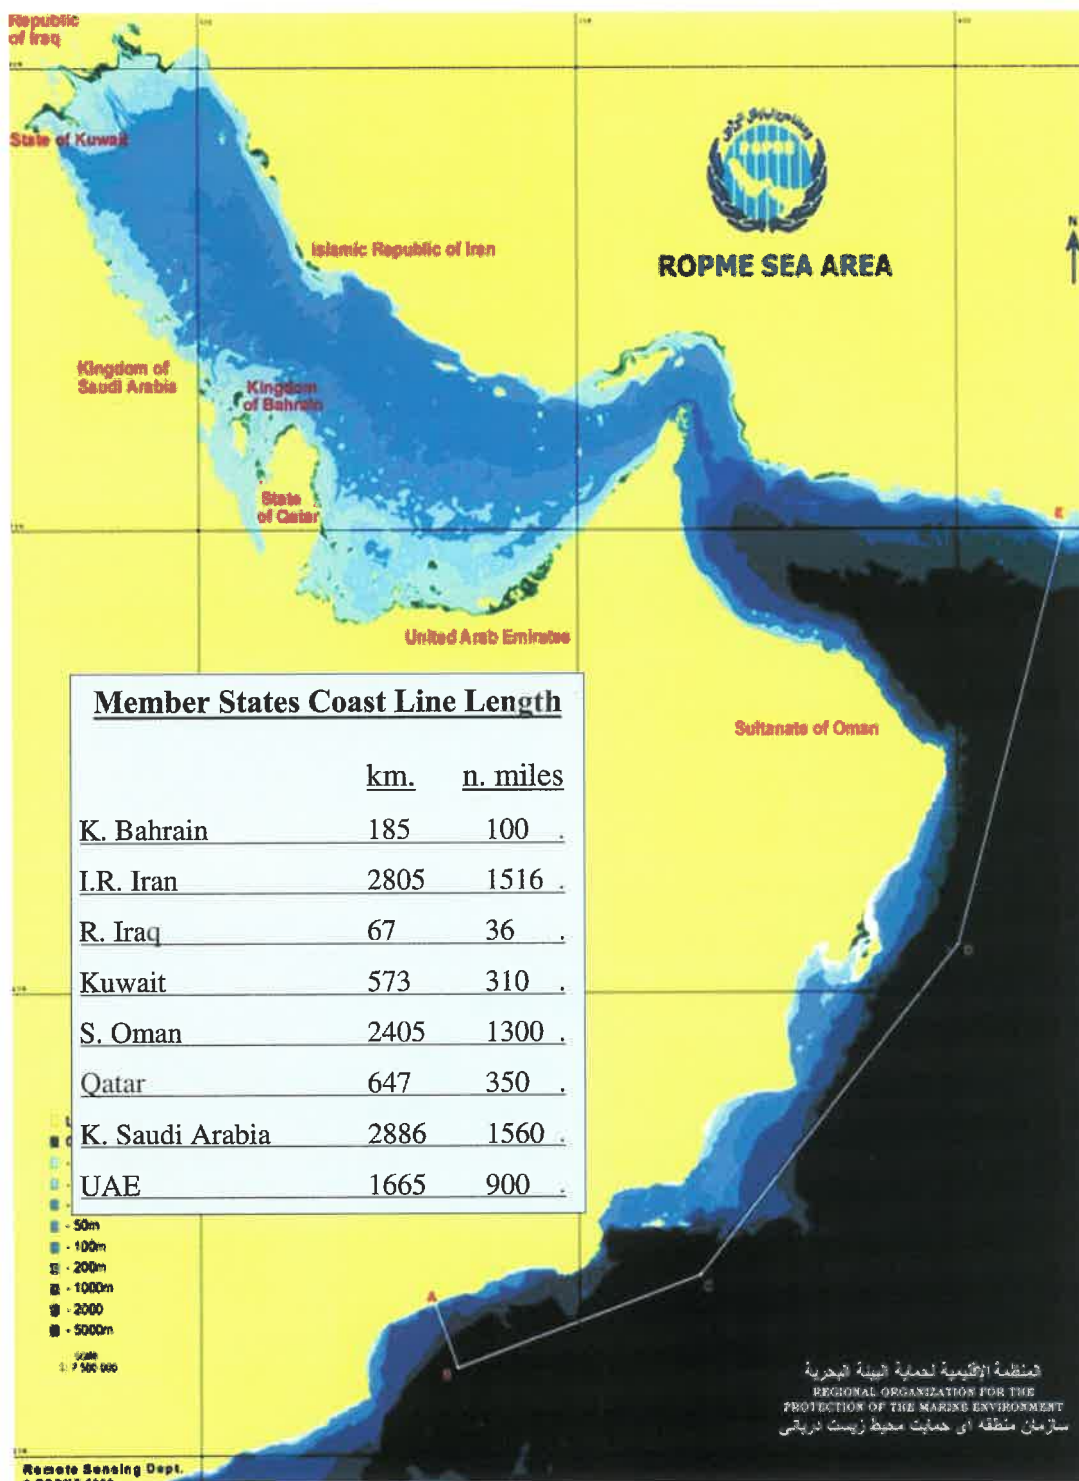 Republic
of Iraq
State of Kuwait
Islamic Republic of Iran
ROPME SEA AREA
N
Kingdom of
Saudi Arabia
Kingdom
of Bahrain
State
of Qatar
E
United Arab Emirates
Sultanate of Oman
Member States Coast Line Length
km. n. miles
K. Bahrain 185 100 .
I.R. Iran 2805 1516 .
R. Iraq 67 36 .
Kuwait 573 310 .
S. Oman 2405 1300 .
Qatar 647 350 .
K. Saudi Arabia 2886 1560 .
UAE 1665 900 .
D
- 50m
- 100m
- 200m
- 1000m
- 2000
- 5000m
A
B
C
المنظمة الإقليمية لحماية البيئة البحرية
REGIONAL ORGANIZATION FOR THE
PROTECTION OF THE MARINE ENVIRONMENT
سازمان منطقه ای حمایت محیط زیست دریائی
Remote Sensing Dept.